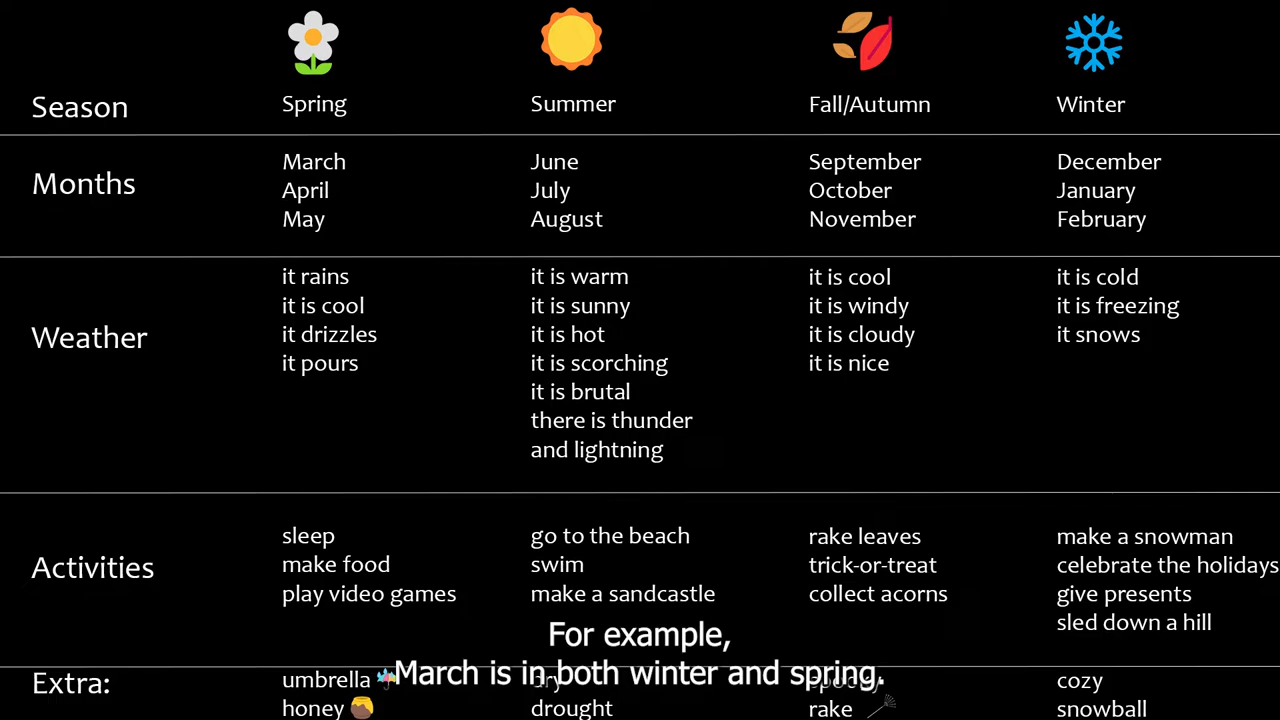 Season
Spring
Summer
Fall/Autumn
Winter
Months
March
April
May
June
July
August
September
October
November
December
January
February
Weather
it rains
it is cool
it drizzles
it pours
it is warm
it is sunny
it is hot
it is scorching
it is brutal
there is thunder
and lightning
it is cool
it is windy
it is cloudy
it is nice
it is cold
it is freezing
it snows
Activities
sleep
make food
play video games
go to the beach
swim
make a sandcastle
rake leaves
trick-or-treat
collect acorns
make a snowman
celebrate the holidays
give presents
sled down a hill
For example,
March is in both winter and spring.
Extra:
umbrella
honey
drought
rake
cozy
snowball